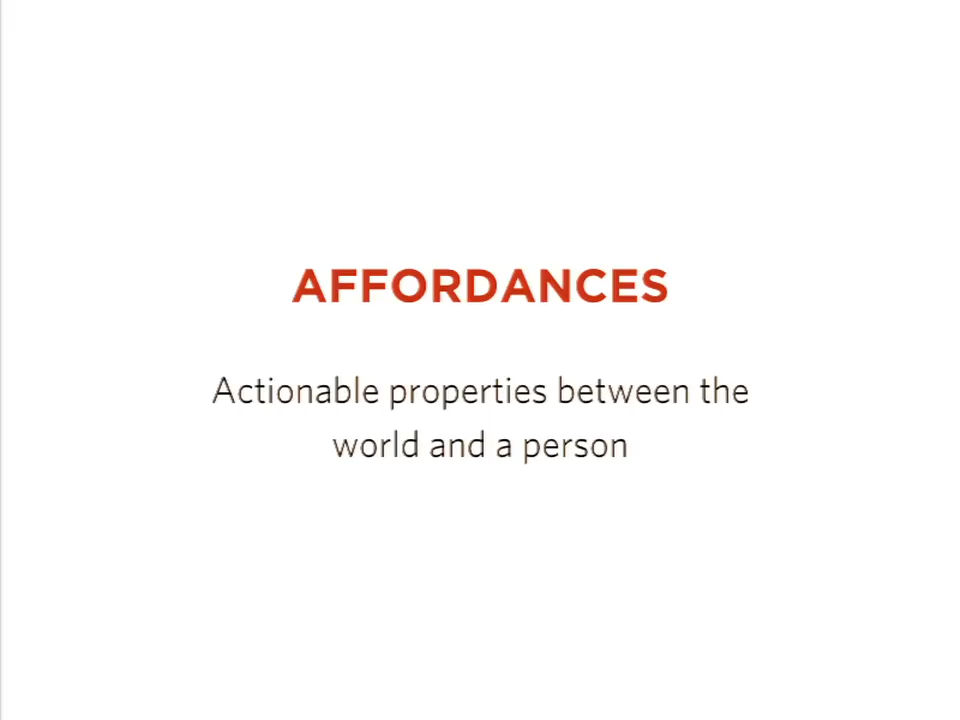 AFFORDANCES
Actionable properties between the
world and a person